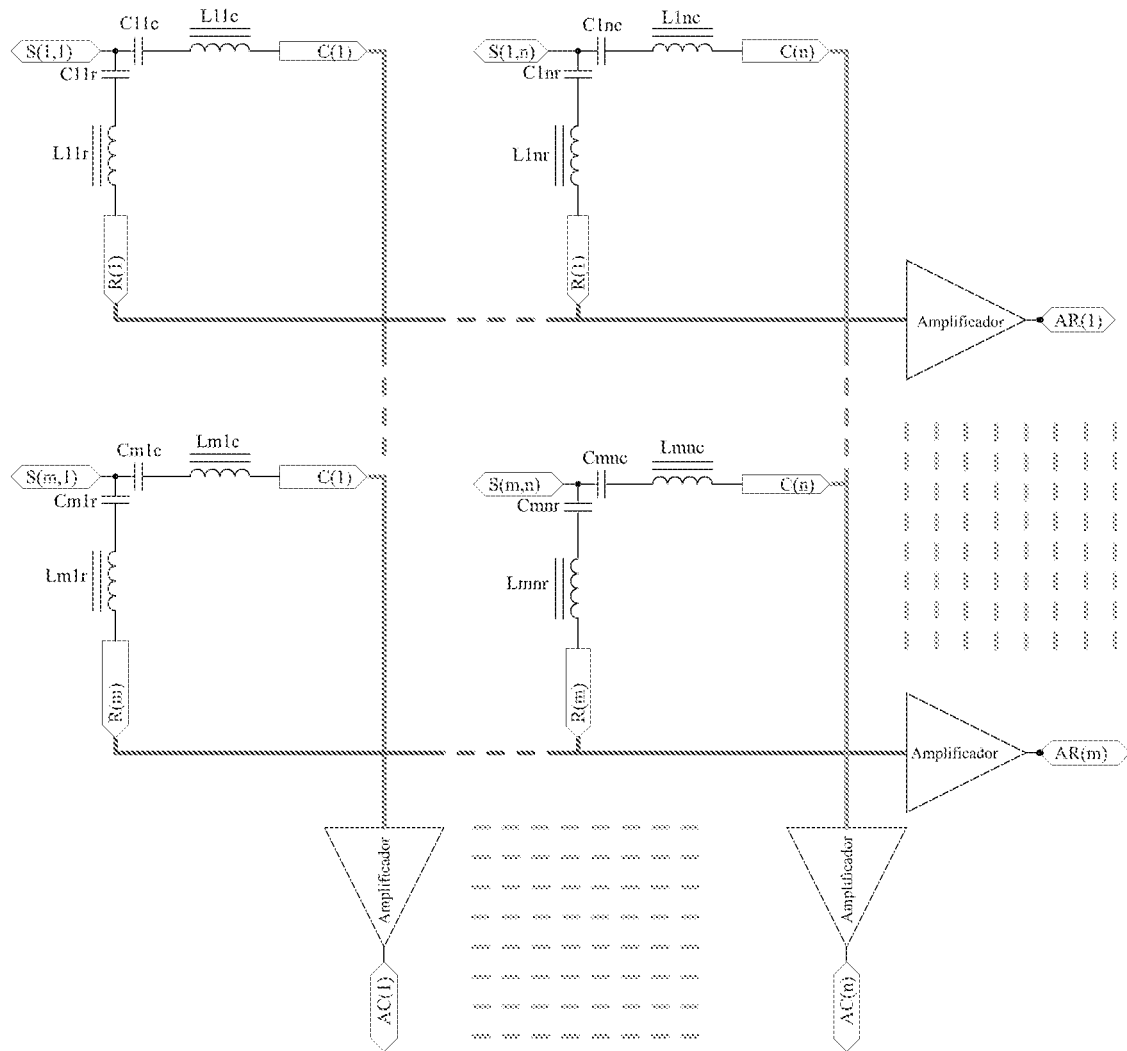 C11c L11c
S(1,1) C(1)
C11r
L11r
R(1)
C1nc L1nc
S(1,n) C(n)
C1nr
L1nr
R(1)
Amplificador AR(1)
Cm1c Lm1c
S(m,1) C(1)
Cm1r
Lm1r
R(m)
Cmnc Lmnc
S(m,n) C(n)
Cmnr
Lmnr
R(m)
Amplificador AR(m)
Amplificador
AC(1)
Amplificador
AC(n)